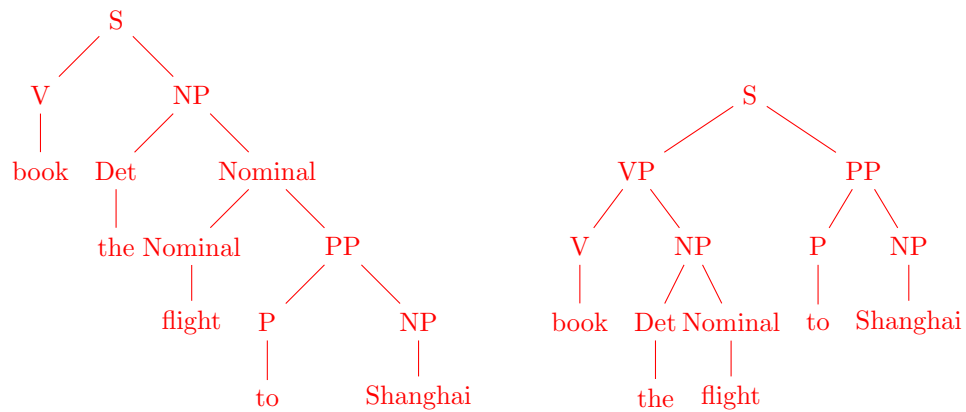 S
V NP
book Det Nominal
the Nominal PP
flight P NP
to Shanghai
S
VP PP
V NP P NP
book Det Nominal to Shanghai
the flight